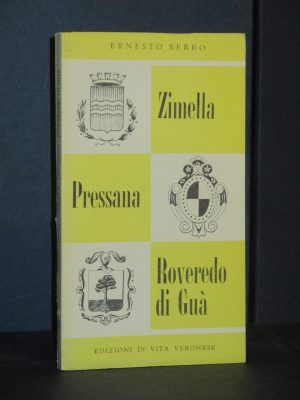 ERNESTO BERRO
Zimella
Pressana
Roveredo
di Guà
EDIZIONI DI VITA VERONESE